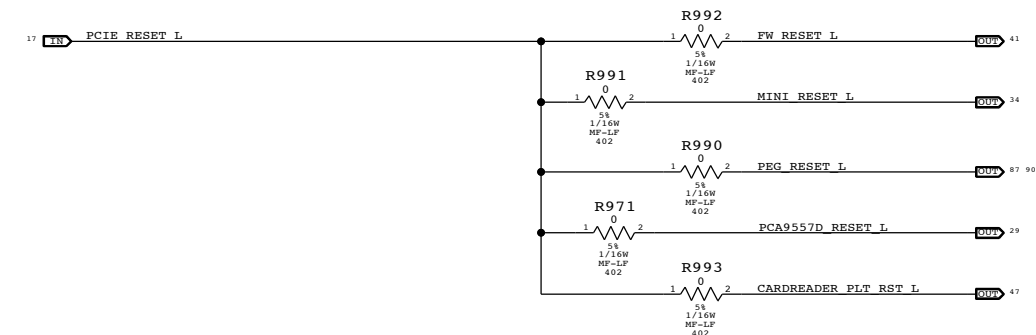 R992
17 IN PCIE_RESET_L 1 0 2 FW_RESET_L OUT 41
5%
1/16W
MF-LF
402
R991
1 0 2 MINI_RESET_L OUT 34
5%
1/16W
MF-LF
402
R990
1 0 2 PEG_RESET_L OUT 87 90
5%
1/16W
MF-LF
402
R971
1 0 2 PCA9557D_RESET_L OUT 29
5%
1/16W
MF-LF
402
R993
1 0 2 CARDREADER_PLT_RST_L OUT 47
5%
1/16W
MF-LF
402